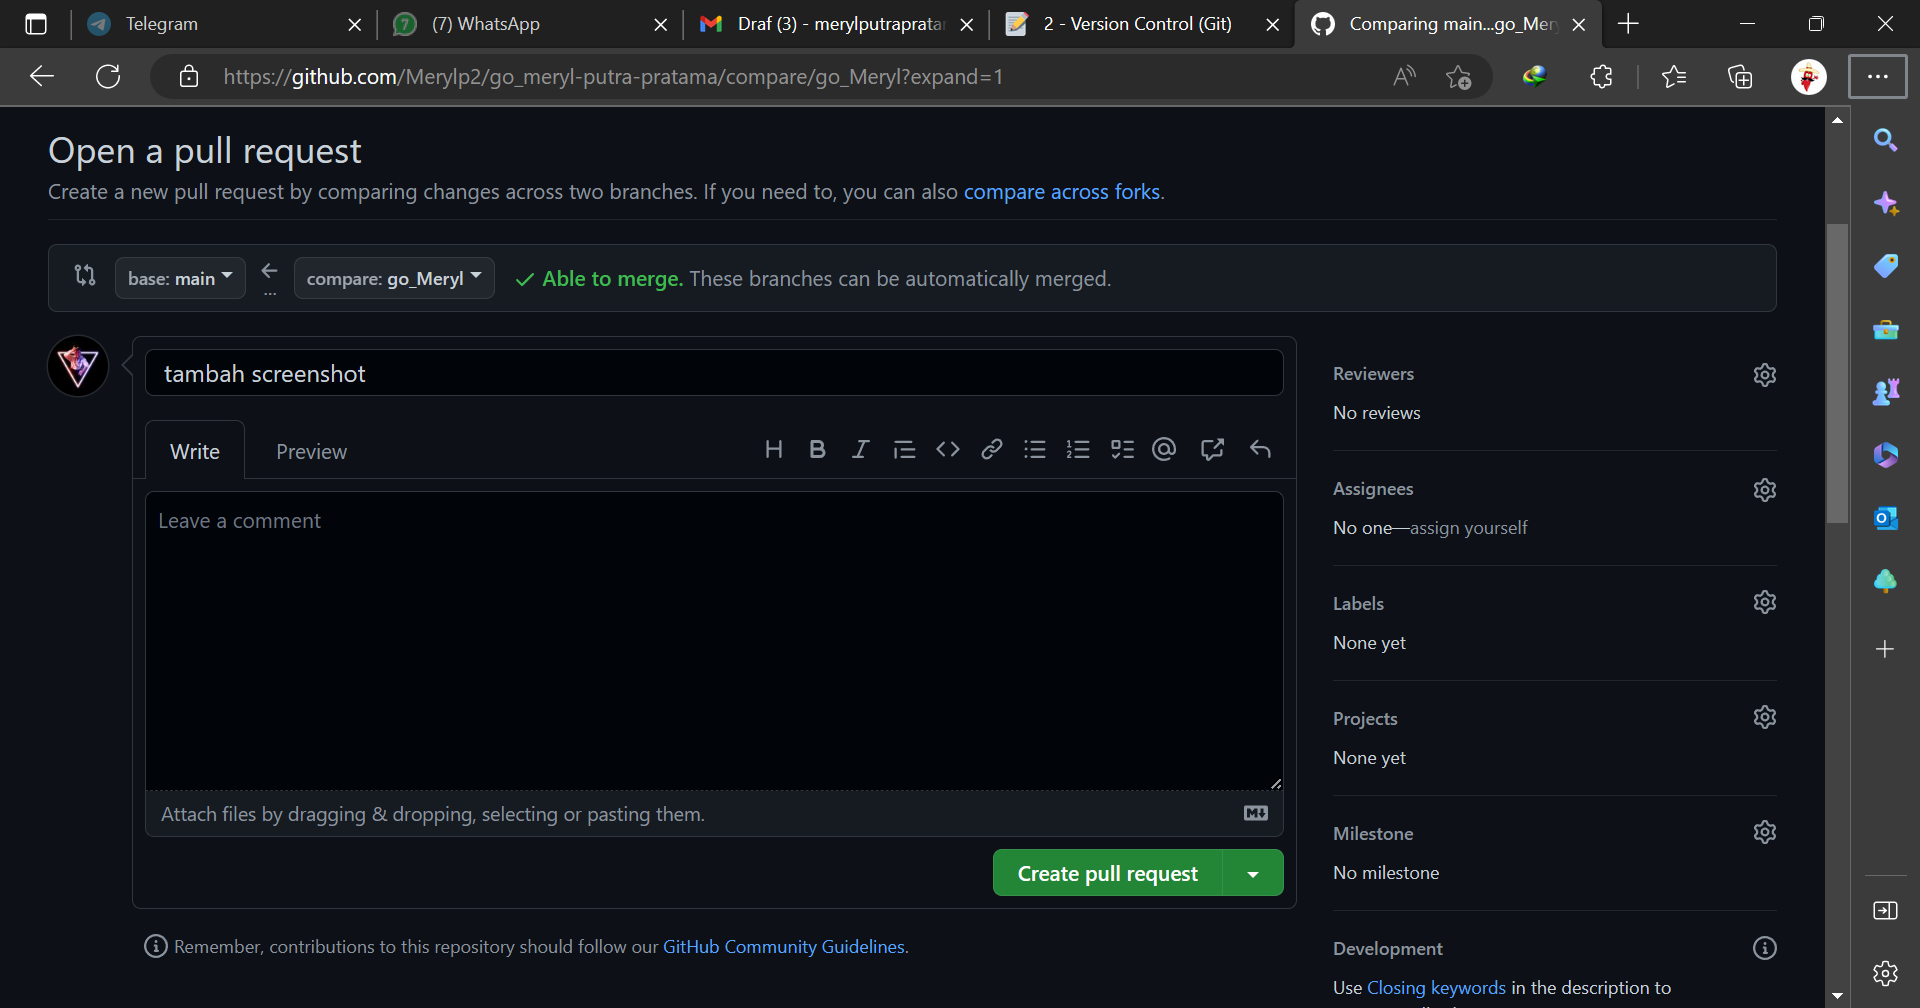 Telegram
(7) WhatsApp
Draf (3) - merylputrapratar
2 - Version Control (Git)
Comparing main...go_Mer
https://github.com/Merylp2/go_meryl-putra-pratama/compare/go_Meryl?expand=1
Open a pull request
Create a new pull request by comparing changes across two branches. If you need to, you can also compare across forks.
base: main
compare: go_Meryl
Able to merge. These branches can be automatically merged.
tambah screenshot
Write
Preview
Leave a comment
Attach files by dragging & dropping, selecting or pasting them.
Create pull request
Remember, contributions to this repository should follow our GitHub Community Guidelines.
Reviewers
No reviews
Assignees
No one—assign yourself
Labels
None yet
Projects
None yet
Milestone
No milestone
Development
Use Closing keywords in the description to